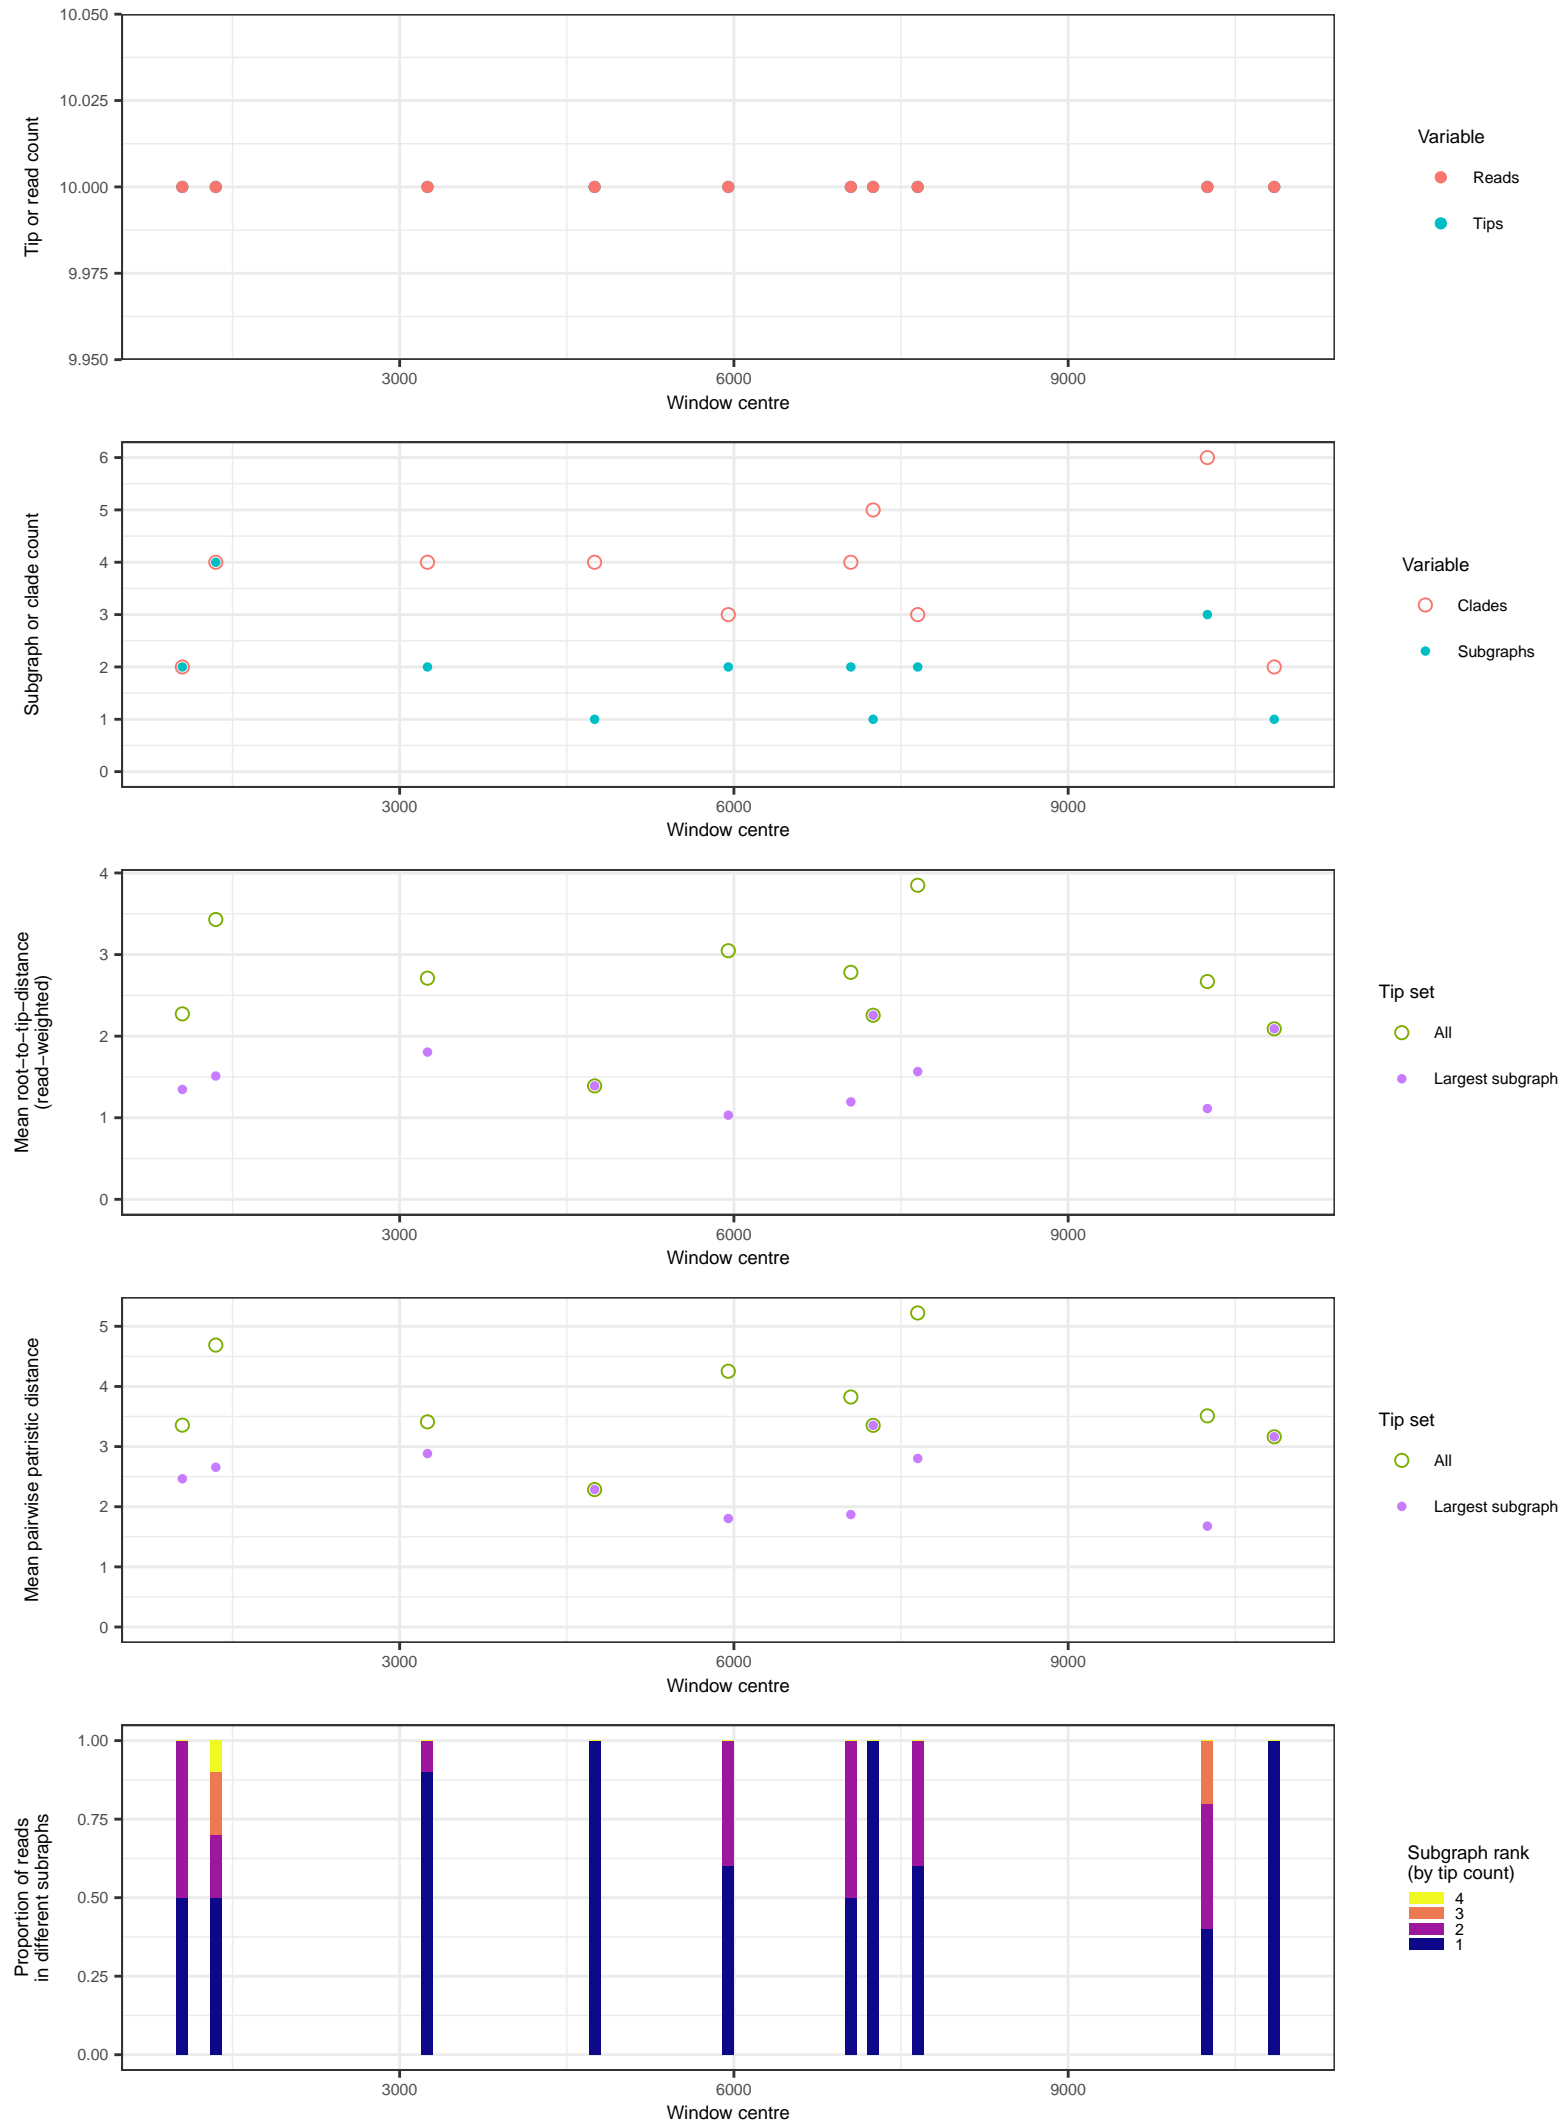 10.050
10.025
10.000
9.975
9.950
Tip or read count
3000
6000
9000
Window centre
Variable
Reads
Tips
6
5
4
3
2
1
0
Subgraph or clade count
3000
6000
9000
Window centre
Variable
Clades
Subgraphs
4
3
2
1
0
Mean root−to−tip−distance
(read−weighted)
3000
6000
9000
Window centre
Tip set
All
Largest subgraph
5
4
3
2
1
0
Mean pairwise patristic distance
3000
6000
9000
Window centre
Tip set
All
Largest subgraph
1.00
0.75
0.50
0.25
0.00
Proportion of reads
in different subraphs
3000
6000
9000
Window centre
Subgraph rank
(by tip count)
4
3
2
1